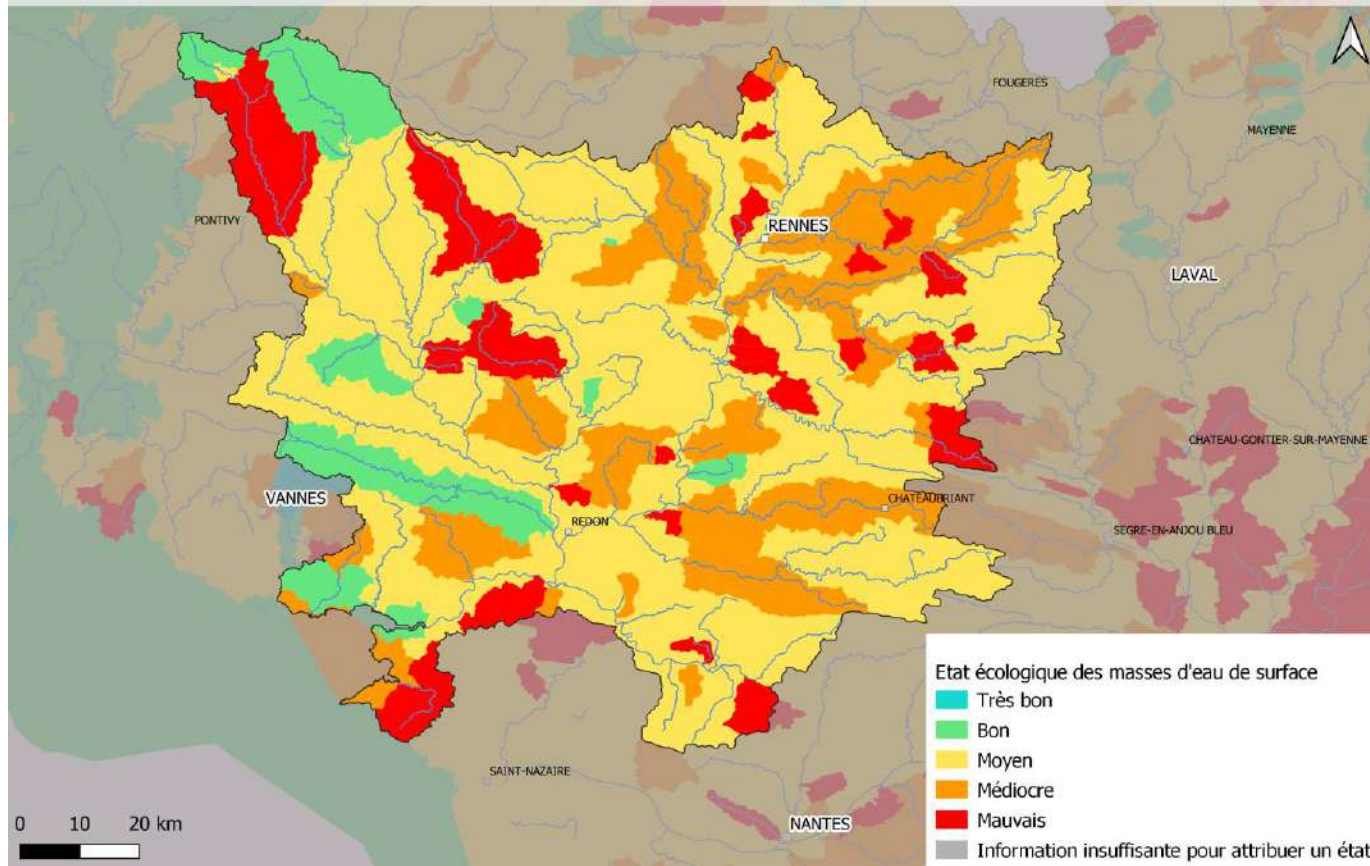 FOUGERES
MAYENNE
PONTIVY
RENNES
LAVAL
CHATEAU-GONTIER-SUR-MAYENNE
VANNES
CHATEAUBRIANT
REDON
SEGRE-EN-ANJOU BLEU
SAINT-NAZAIRE
NANTES
0 10 20 km
Etat écologique des masses d'eau de surface
Très bon
Bon
Moyen
Médiocre
Mauvais
Information insuffisante pour attribuer un état